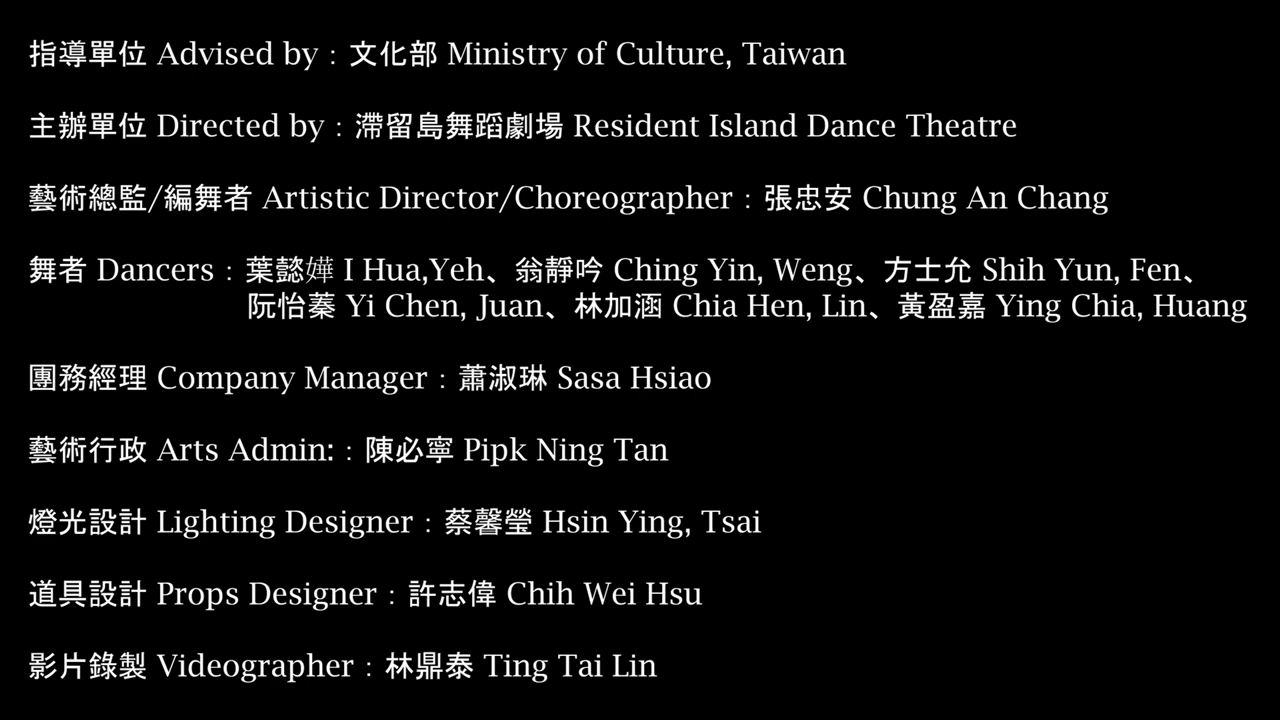 指導單位 Advised by：文化部 Ministry of Culture, Taiwan
主辦單位 Directed by：滯留島舞蹈劇場 Resident Island Dance Theatre
藝術總監/編舞者 Artistic Director/Choreographer：張忠安 Chung An Chang
舞者 Dancers：葉懿嬅 I Hua,Yeh、翁靜吟 Ching Yin, Weng、方士允 Shih Yun, Fen、
阮怡蓁 Yi Chen, Juan、林加涵 Chia Hen, Lin、黃盈嘉 Ying Chia, Huang
團務經理 Company Manager：蕭淑琳 Sasa Hsiao
藝術行政 Arts Admin:：陳必寧 Pipk Ning Tan
燈光設計 Lighting Designer：蔡馨瑩 Hsin Ying, Tsai
道具設計 Props Designer：許志偉 Chih Wei Hsu
影片錄製 Videographer：林鼎泰 Ting Tai Lin